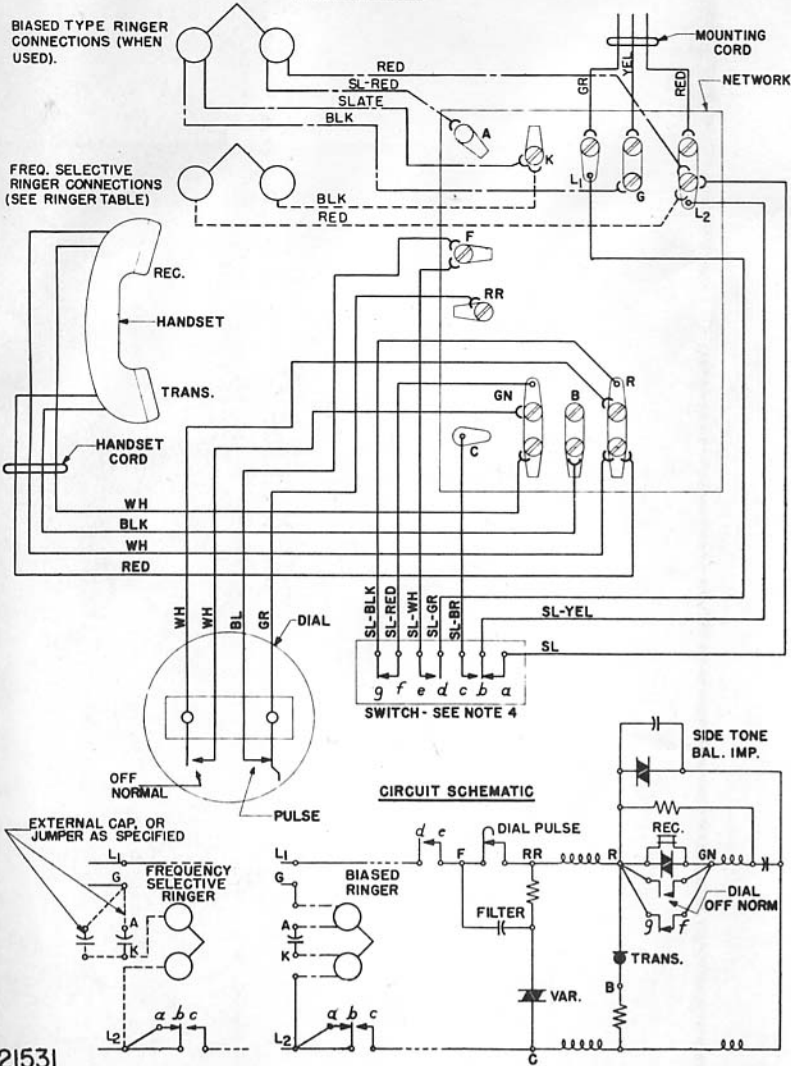 BIASED TYPE RINGER
CONNECTIONS (WHEN
USED).
RED
SL-RED
SLATE
BLK
GR
YEL
RED
MOUNTING
CORD
NETWORK
A
K
L1
G
L2
FREQ. SELECTIVE
RINGER CONNECTIONS
(SEE RINGER TABLE)
BLK
RED
F
RR
REC.
HANDSET
TRANS.
HANDSET
CORD
GN
B
R
C
WH
BLK
WH
RED
WH
WH
BL
GR
DIAL
SL-BLK
SL-RED
SL-WH
SL-GR
SL-BR
SL-YEL
SL
g f e d c b a
SWITCH - SEE NOTE 4
OFF
NORMAL
PULSE
CIRCUIT SCHEMATIC
SIDE TONE
BAL. IMP.
EXTERNAL CAP, OR
JUMPER AS SPECIFIED
L1
G
FREQUENCY
SELECTIVE
RINGER
A
K
a b c
L2
L1
G
BIASED
RINGER
A
K
d b c
L2
d e
F
DIAL PULSE
RR
R
REC.
GN
DIAL
OFF NORM
g f
FILTER
TRANS.
B
VAR.
C
21531